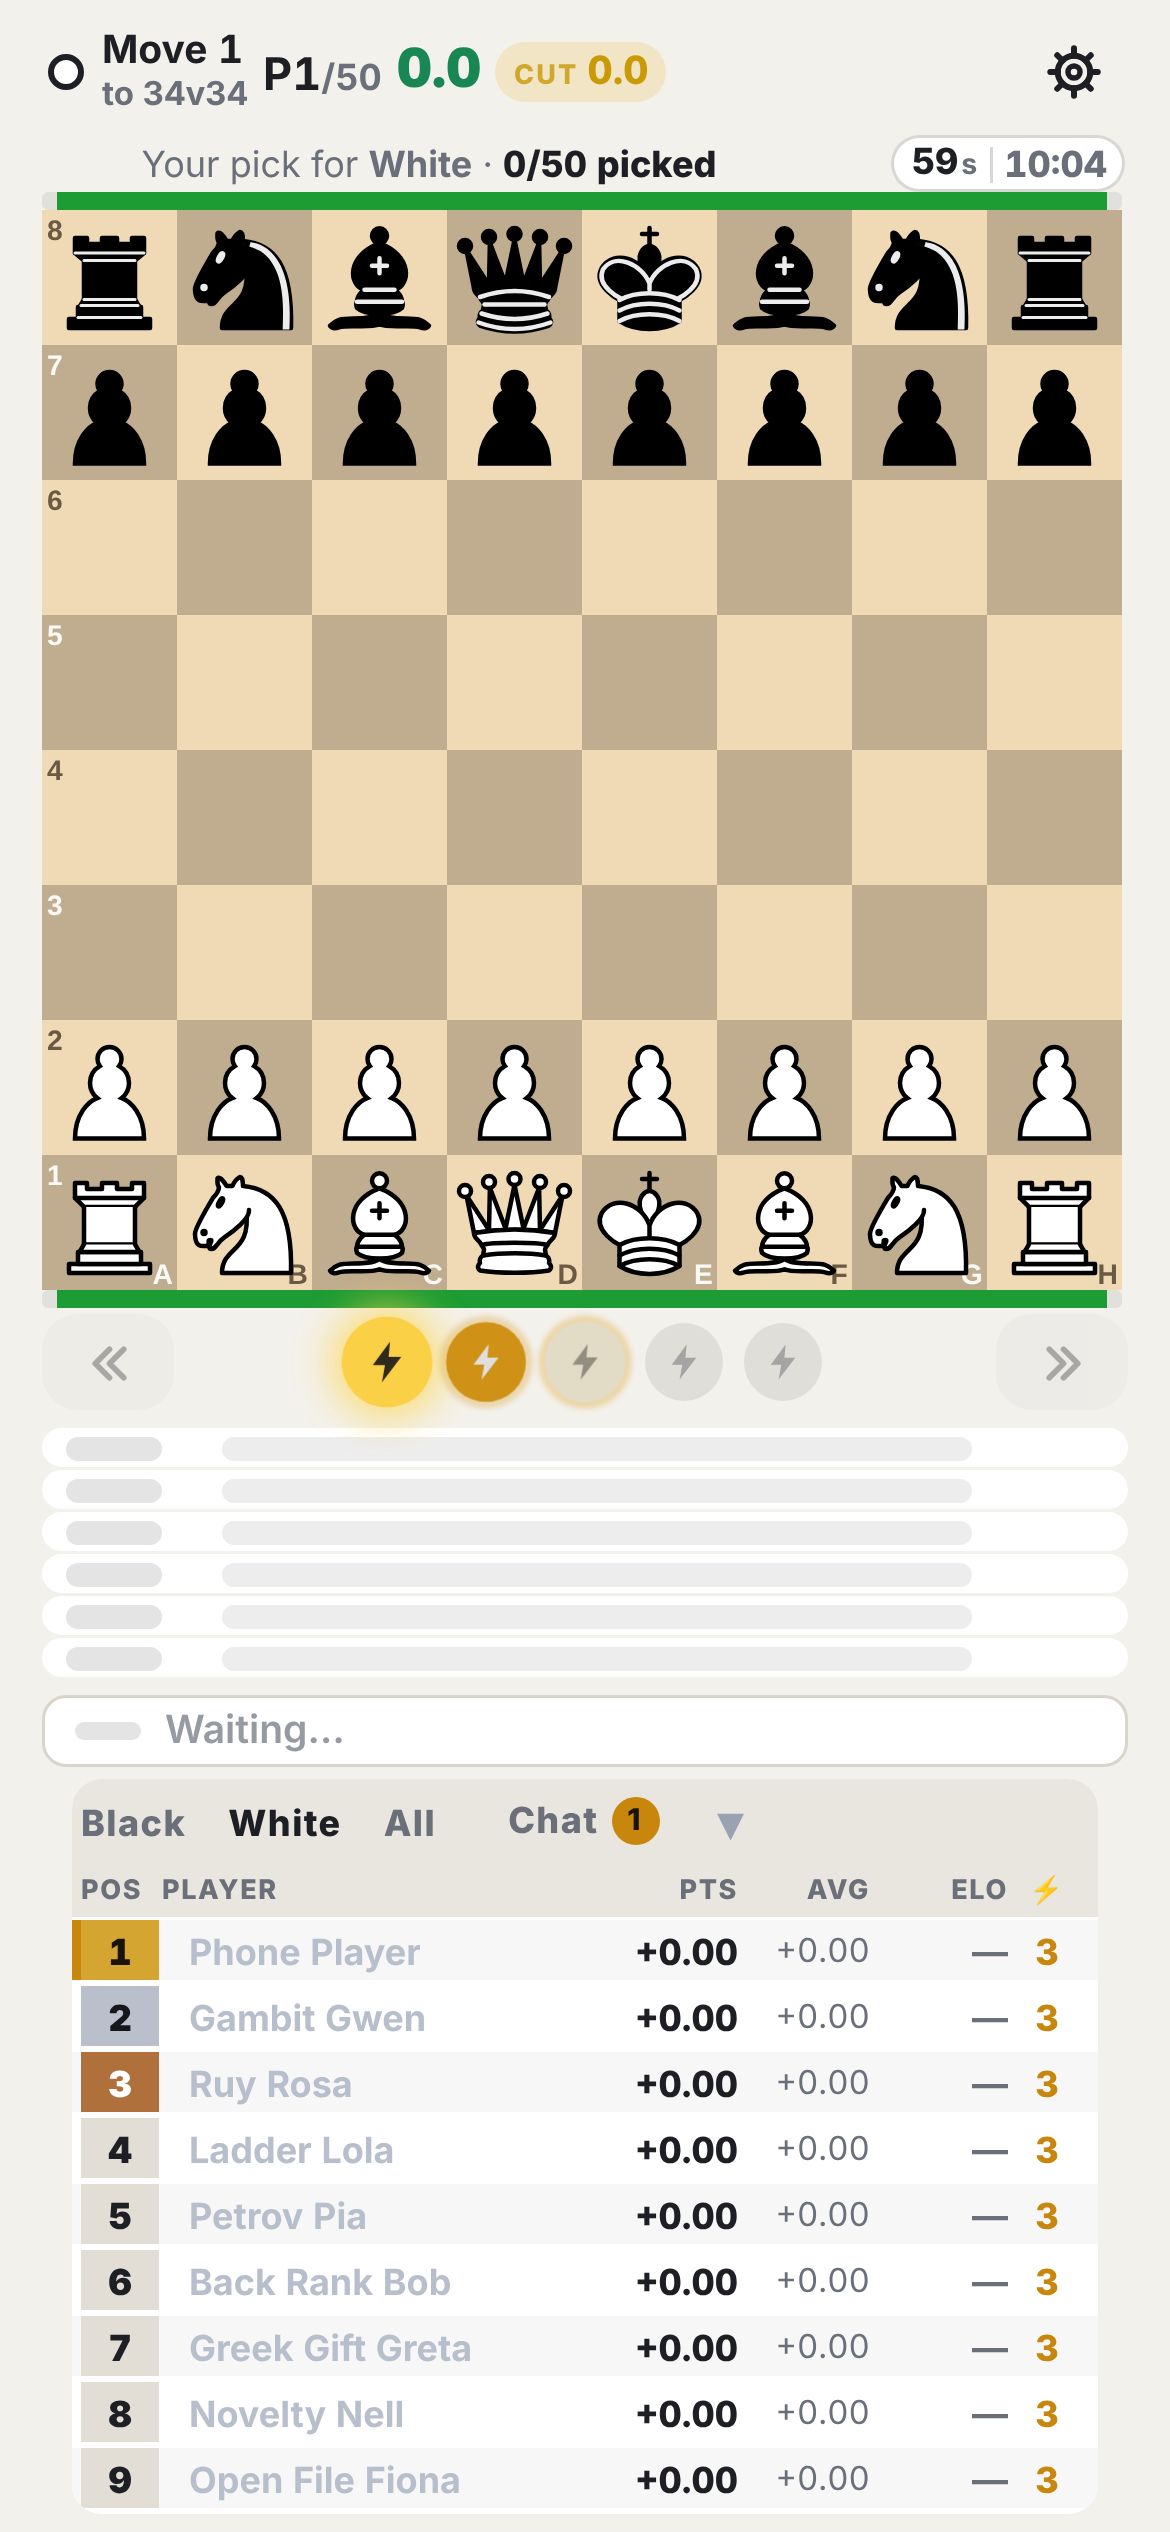 Move 1
to 34v34
P1/50 0.0 CUT 0.0
Your pick for White · 0/50 picked
59s 10:04
8
7
6
5
4
3
2
1
A B C D E F G H
Waiting...
Black White All Chat 1 ▼
POS PLAYER PTS AVG ELO ⚡
1 Phone Player +0.00 +0.00 — 3
2 Gambit Gwen +0.00 +0.00 — 3
3 Ruy Rosa +0.00 +0.00 — 3
4 Ladder Lola +0.00 +0.00 — 3
5 Petrov Pia +0.00 +0.00 — 3
6 Back Rank Bob +0.00 +0.00 — 3
7 Greek Gift Greta +0.00 +0.00 — 3
8 Novelty Nell +0.00 +0.00 — 3
9 Open File Fiona +0.00 +0.00 — 3